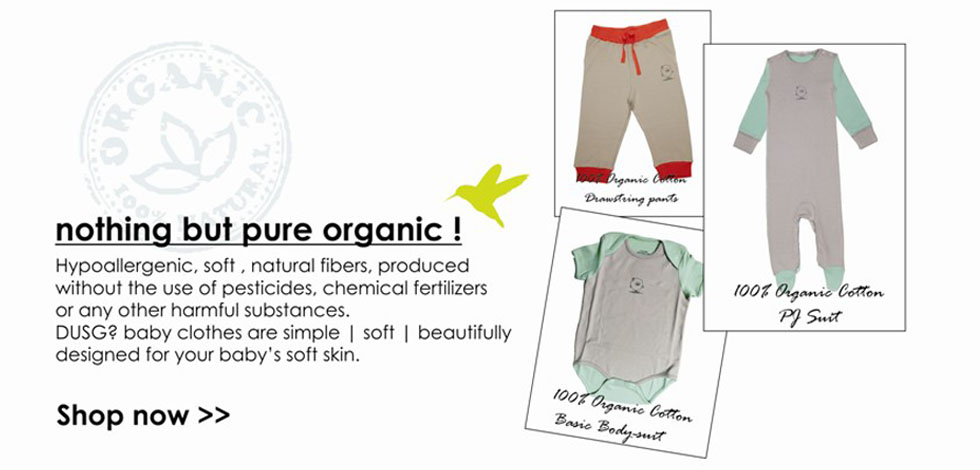 ORGANIC
100% NATURAL
nothing but pure organic !
Hypoallergenic, soft , natural fibers, produced
without the use of pesticides, chemical fertilizers
or any other harmful substances.
DUSG? baby clothes are simple | soft | beautifully
designed for your baby’s soft skin.
Shop now >>
100% Organic Cotton
Drawstring pants
100% Organic Cotton
PJ Suit
100% Organic Cotton
Basic Body-suit